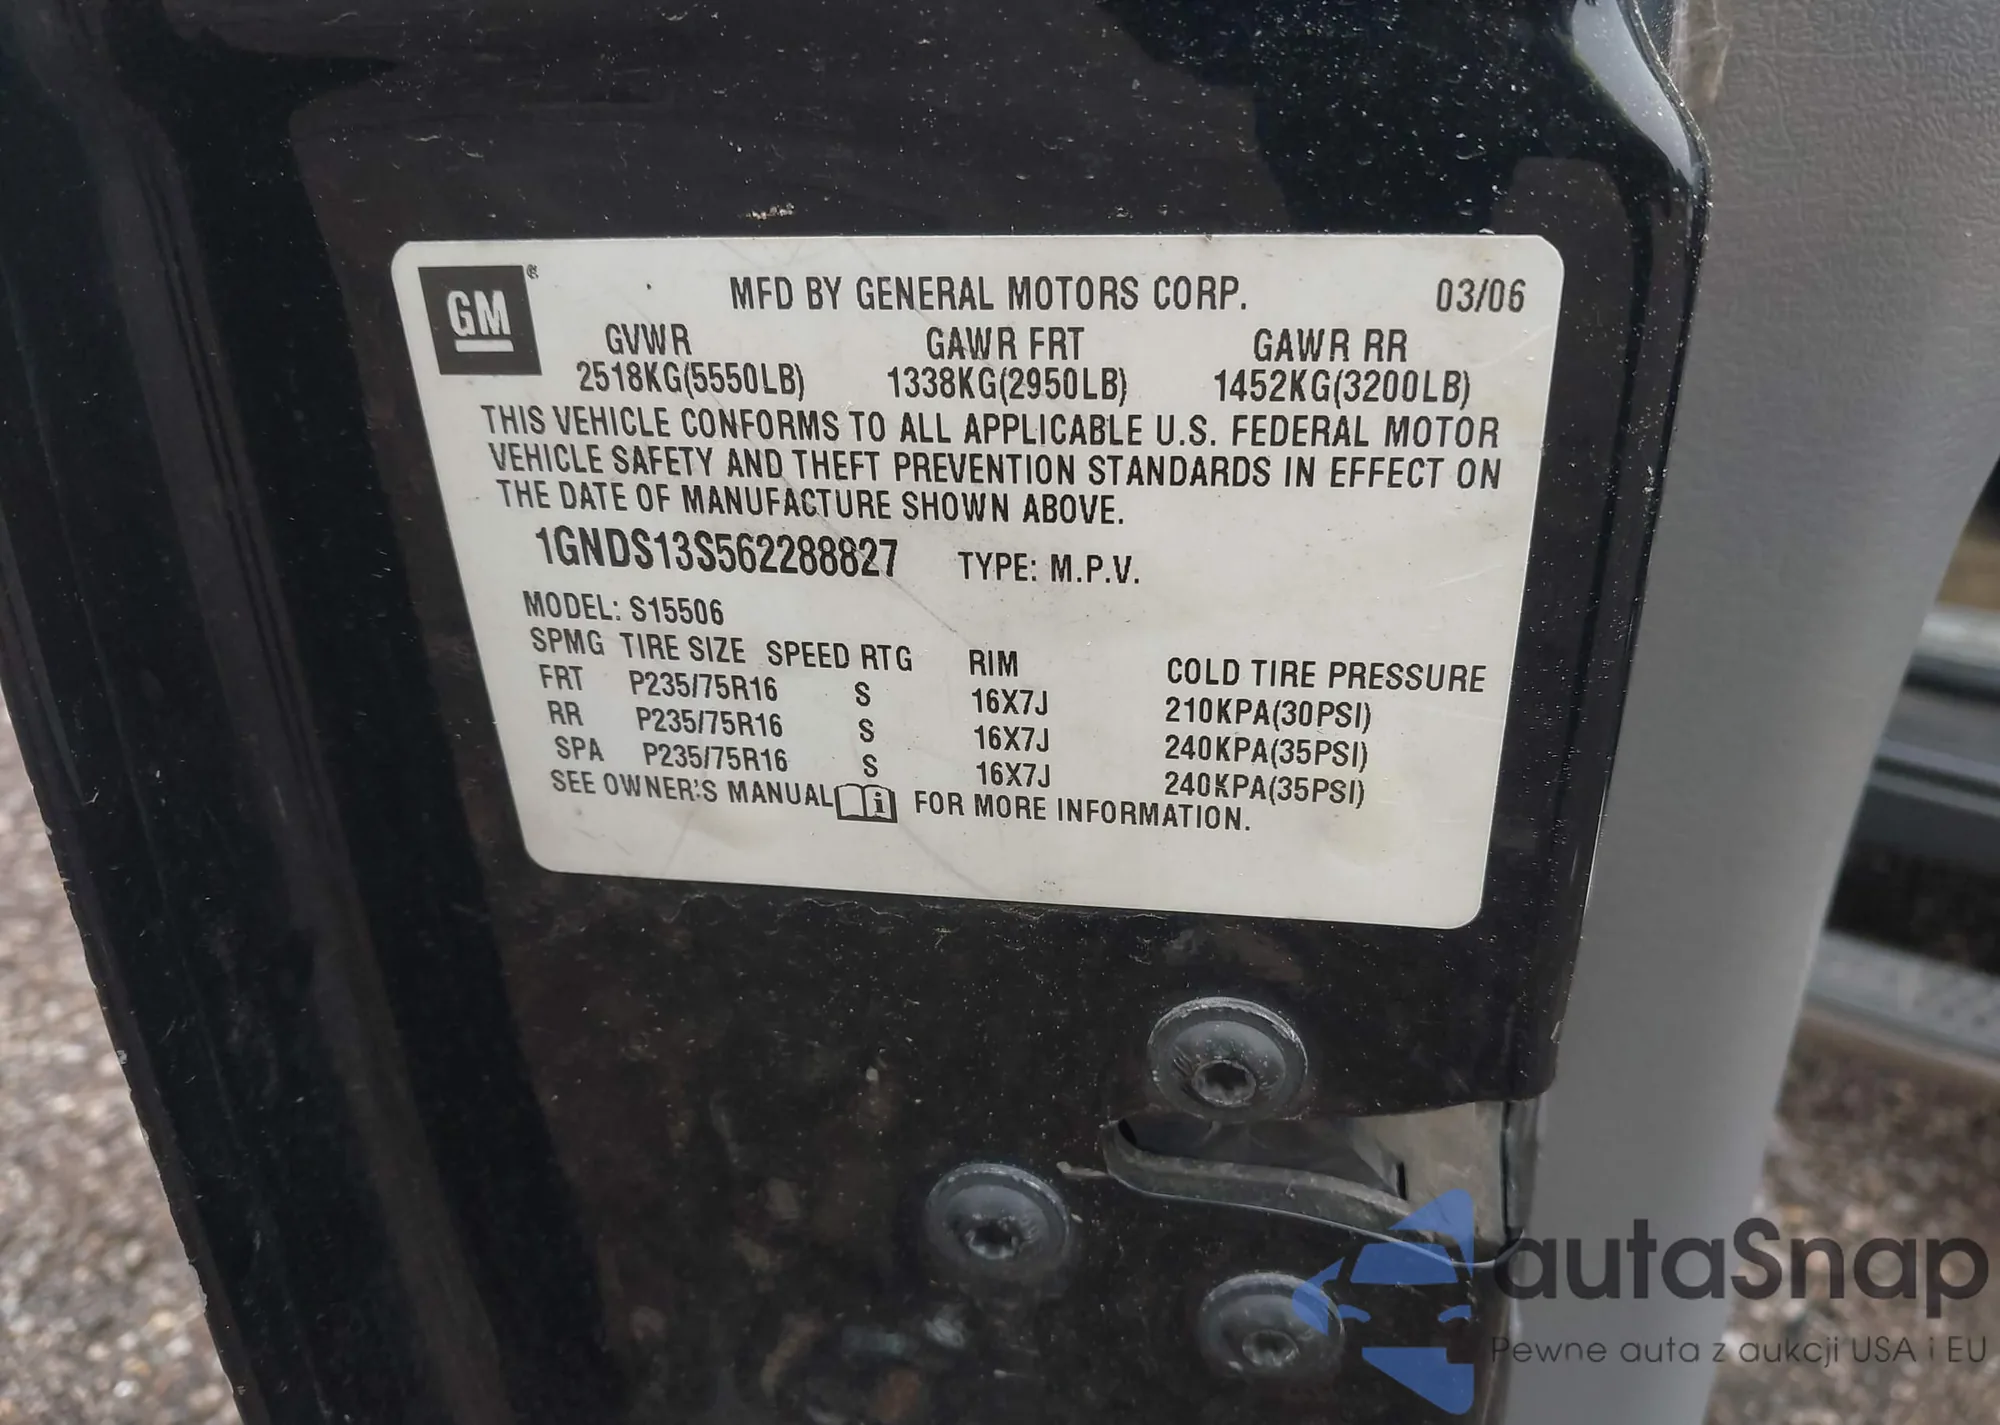 GM ®
MFD BY GENERAL MOTORS CORP. 03/06
GVWR GAWR FRT GAWR RR
2518KG(5550LB) 1338KG(2950LB) 1452KG(3200LB)
THIS VEHICLE CONFORMS TO ALL APPLICABLE U.S. FEDERAL MOTOR
VEHICLE SAFETY AND THEFT PREVENTION STANDARDS IN EFFECT ON
THE DATE OF MANUFACTURE SHOWN ABOVE.
1GNDS13S562288827 TYPE: M.P.V.
MODEL: S15506
SPMG TIRE SIZE SPEED RTG RIM COLD TIRE PRESSURE
FRT P235/75R16 S 16X7J 210KPA(30PSI)
RR P235/75R16 S 16X7J 240KPA(35PSI)
SPA P235/75R16 S 16X7J 240KPA(35PSI)
SEE OWNER'S MANUAL i FOR MORE INFORMATION.
autaSnap
Pewne auta z aukcji USA i EU